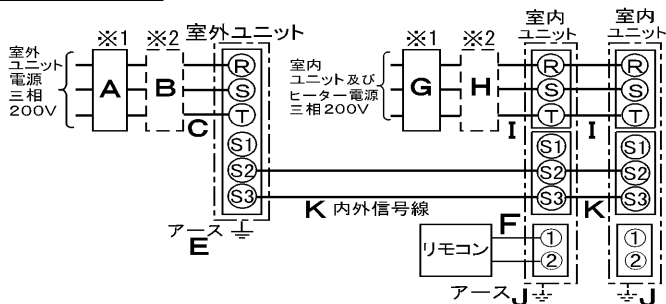 ※1 ※2 室外ユニット
室外
ユニット
電源
三相
200V
A B C
R
S
T
S1
S2
S3
アース
E
※1 ※2
室内
ユニット及び
ヒーター電源
三相200V
G H I I
室内
ユニット
R
S
T
S1
S2
S3
①
②
室内
ユニット
R
S
T
S1
S2
S3
①
②
K 内外信号線
K
F
リモコン
アース J
J